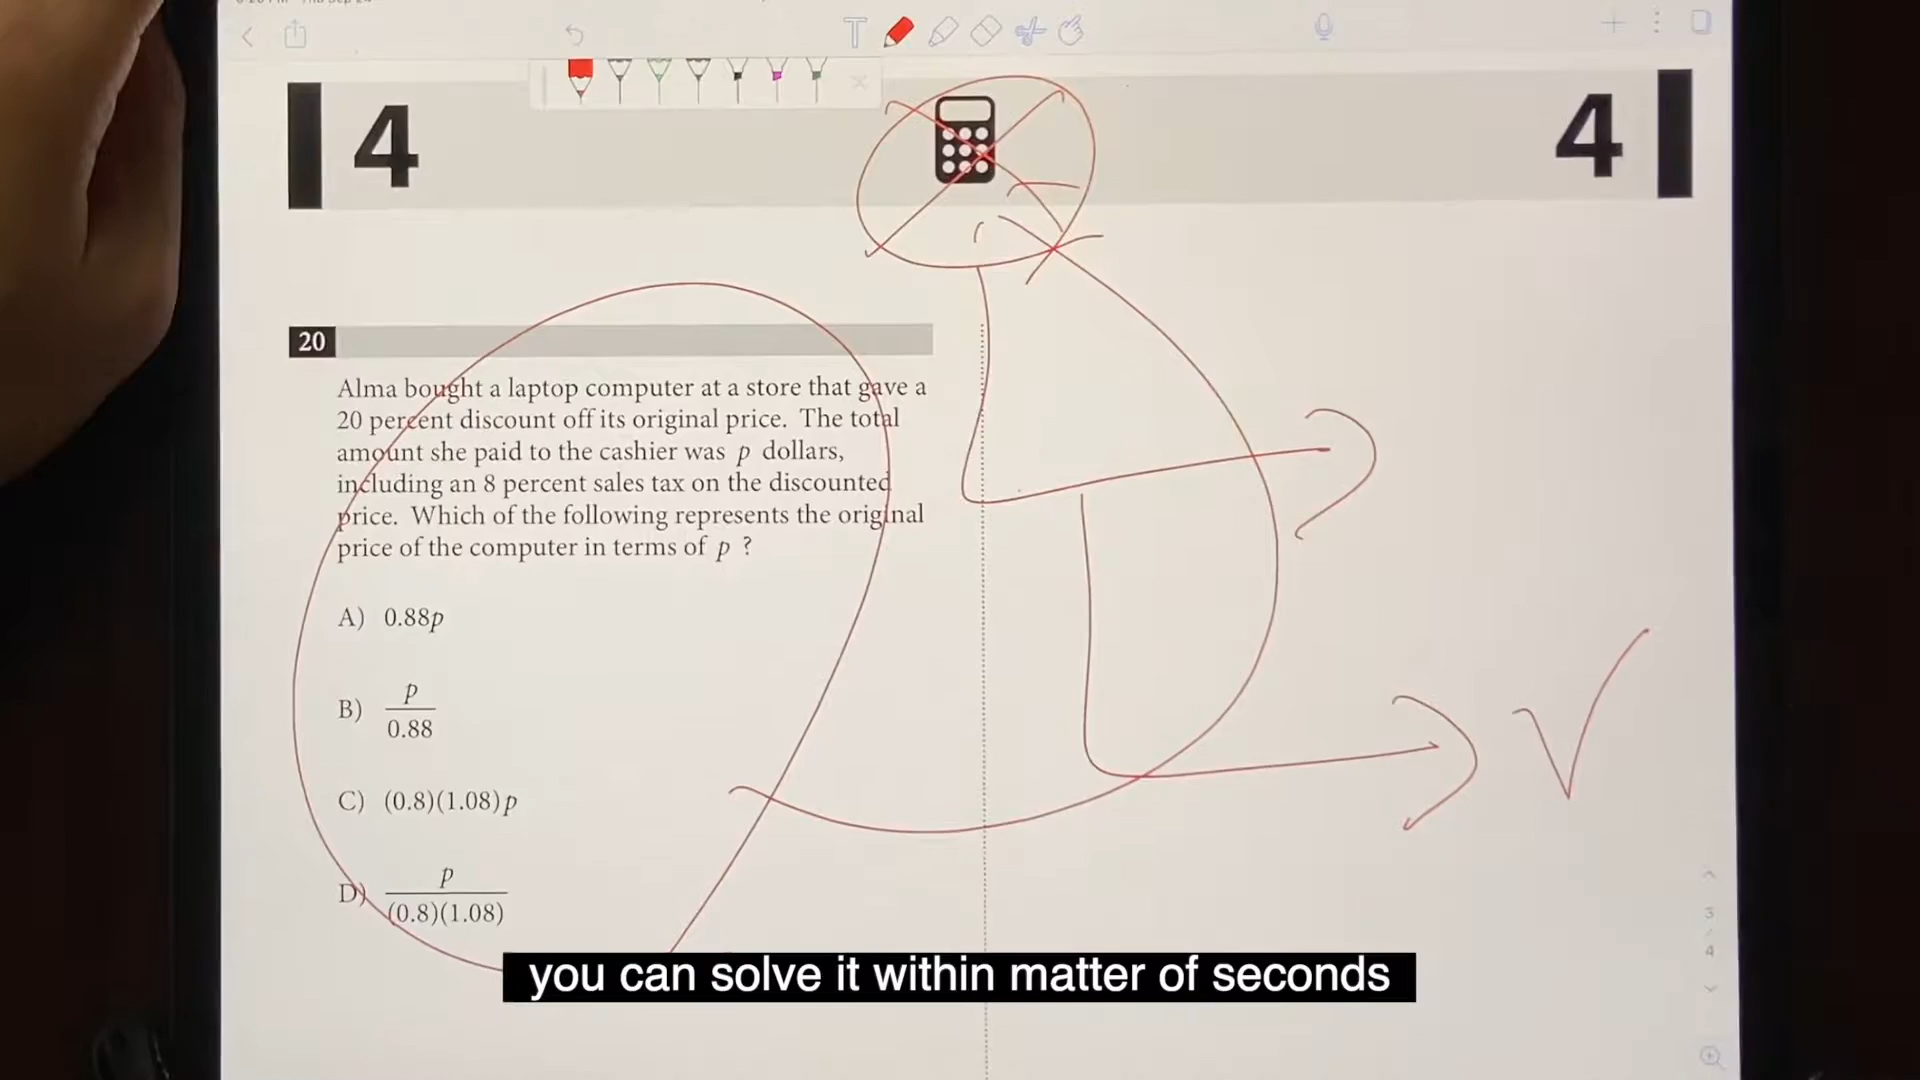 4
4
20
Alma bought a laptop computer at a store that gave a
20 percent discount off its original price. The total
amount she paid to the cashier was p dollars,
including an 8 percent sales tax on the discounted
price. Which of the following represents the original
price of the computer in terms of p ?
A) 0.88p
B) p
0.88
C) (0.8)(1.08)p
D) p
(0.8)(1.08)
3
/
4
you can solve it within matter of seconds